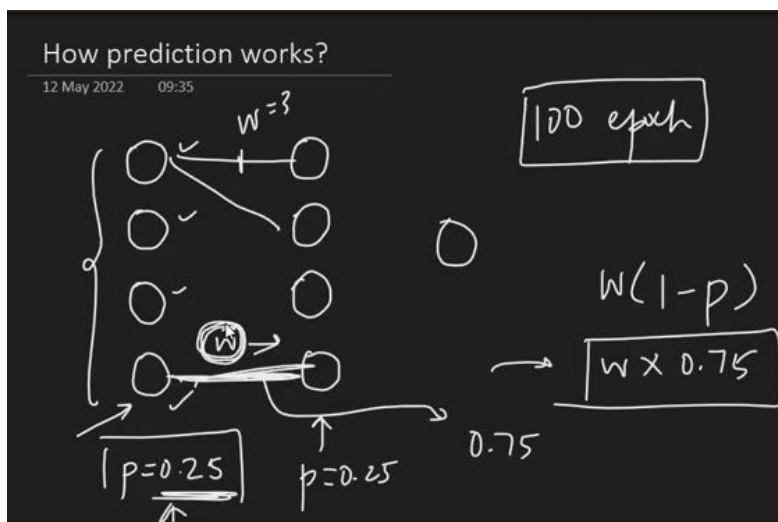 How prediction works?
12 May 2022 09:35
w=3
100 epoch
w(1-p)
w
w x 0.75
p=0.25
p=0.25
0.75